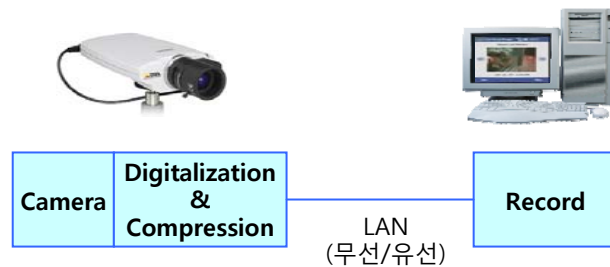 Camera
Digitalization
&
Compression
LAN
(무선/유선)
Record